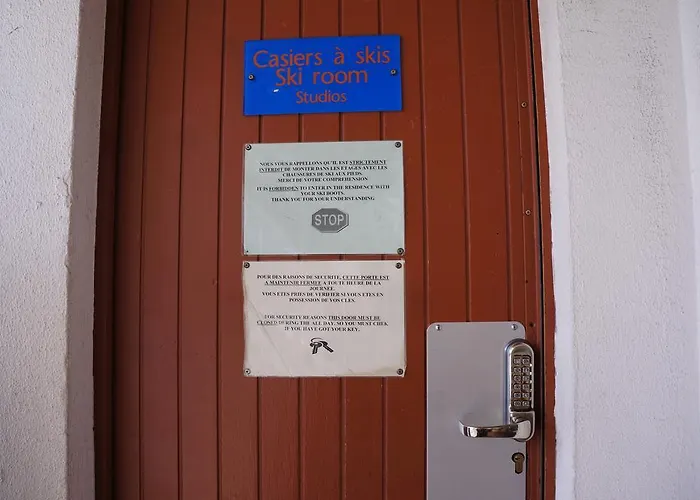 Casiers à skis
Ski room
Studios
NOUS VOUS RAPPELLONS QU'IL EST STRICTEMENT
INTERDIT DE MONTER DANS LES ETAGES AVEC LES
CHAUSSURES DE SKI AUX PIEDS.
MERCI DE VOTRE COMPREHENSION
IT IS FORBIDDEN TO ENTER IN THE RESIDENCE WITH
YOUR SKI BOOTS.
THANK YOU FOR YOUR UNDERSTANDING
STOP
POUR DES RAISONS DE SECURITE, CETTE PORTE EST
A MAINTENIR FERMEE A TOUTE HEURE DE LA
JOURNEE.
VOUS ETES PRIES DE VERIFIER SI VOUS ETES EN
POSSESSION DE VOS CLES.
FOR SECURITY REASONS THIS DOOR MUST BE
CLOSED DURING THE ALL DAY. SO YOU MUST CHEK
IF YOU HAVE GOT YOUR KEY.